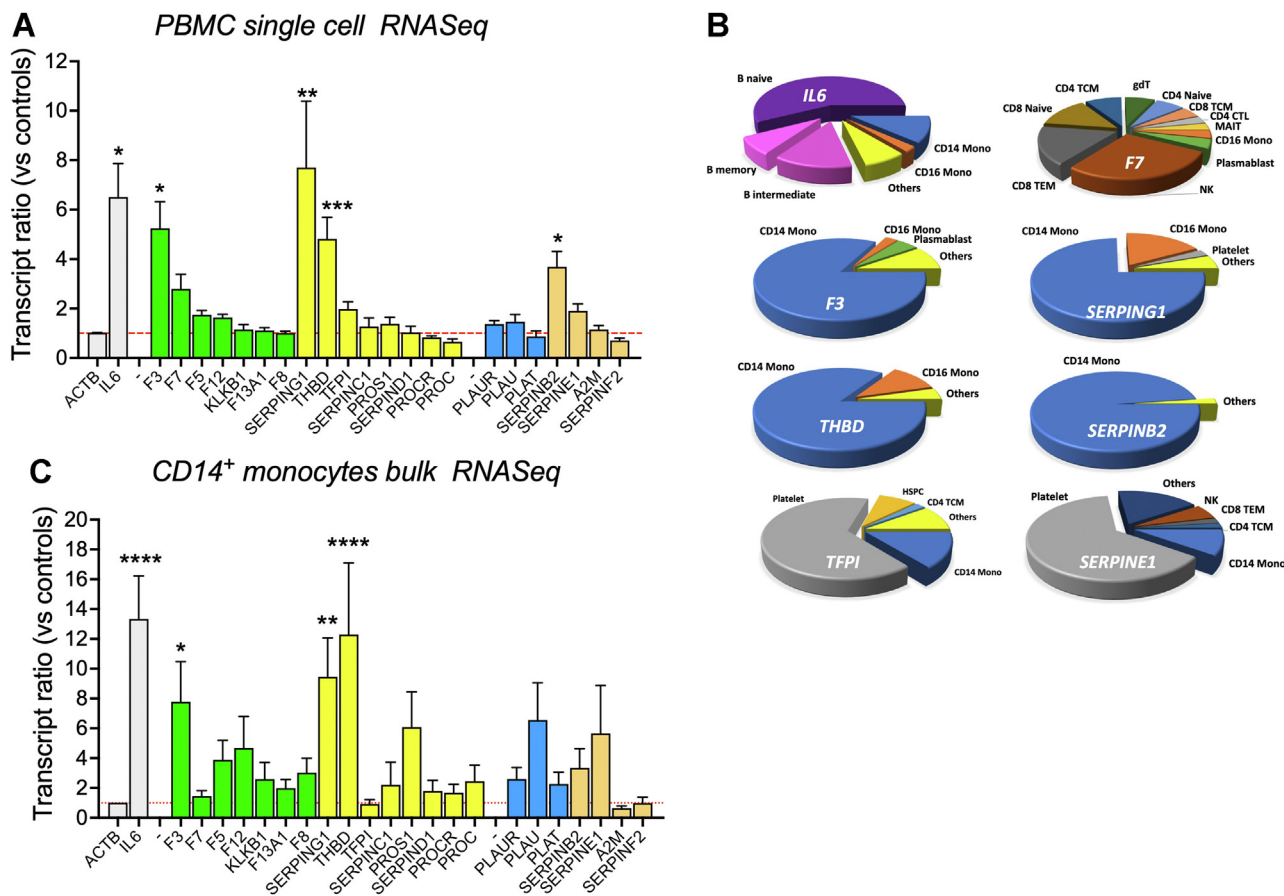 A
PBMC single cell RNASeq
Transcript ratio (vs controls)
12
10
8
6
4
2
0
*
*
**
***
*
ACTB
IL6
-
F3
F7
F5
F12
KLKB1
F13A1
F8
SERPING1
THBD
TFPI
SERPINC1
PROS1
SERPIND1
PROCR
PROC
-
PLAUR
PLAU
PLAT
SERPINB2
SERPINE1
A2M
SERPINF2
B
B naive
IL6
CD14 Mono
CD16 Mono
Others
B intermediate
B memory
gdT
CD4 TCM
CD4 Naive
CD8 TCM
CD4 CTL
MAIT
CD16 Mono
Plasmablast
NK
CD8 TEM
CD8 Naive
F7
CD14 Mono
CD16 Mono
Plasmablast
Others
F3
CD14 Mono
CD16 Mono
Platelet
Others
SERPING1
CD14 Mono
CD16 Mono
Others
THBD
CD14 Mono
Others
SERPINB2
Platelet
HSPC
CD4 TCM
Others
CD14 Mono
TFPI
Platelet
Others
NK
CD8 TEM
CD4 TCM
CD14 Mono
SERPINE1
C
CD14+ monocytes bulk RNASeq
Transcript ratio (vs controls)
20
18
16
14
12
10
8
6
4
2
0
****
*
**
****
ACTB
IL6
-
F3
F7
F5
F12
KLKB1
F13A1
F8
SERPING1
THBD
TFPI
SERPINC1
PROS1
SERPIND1
PROCR
PROC
-
PLAUR
PLAU
PLAT
SERPINB2
SERPINE1
A2M
SERPINF2